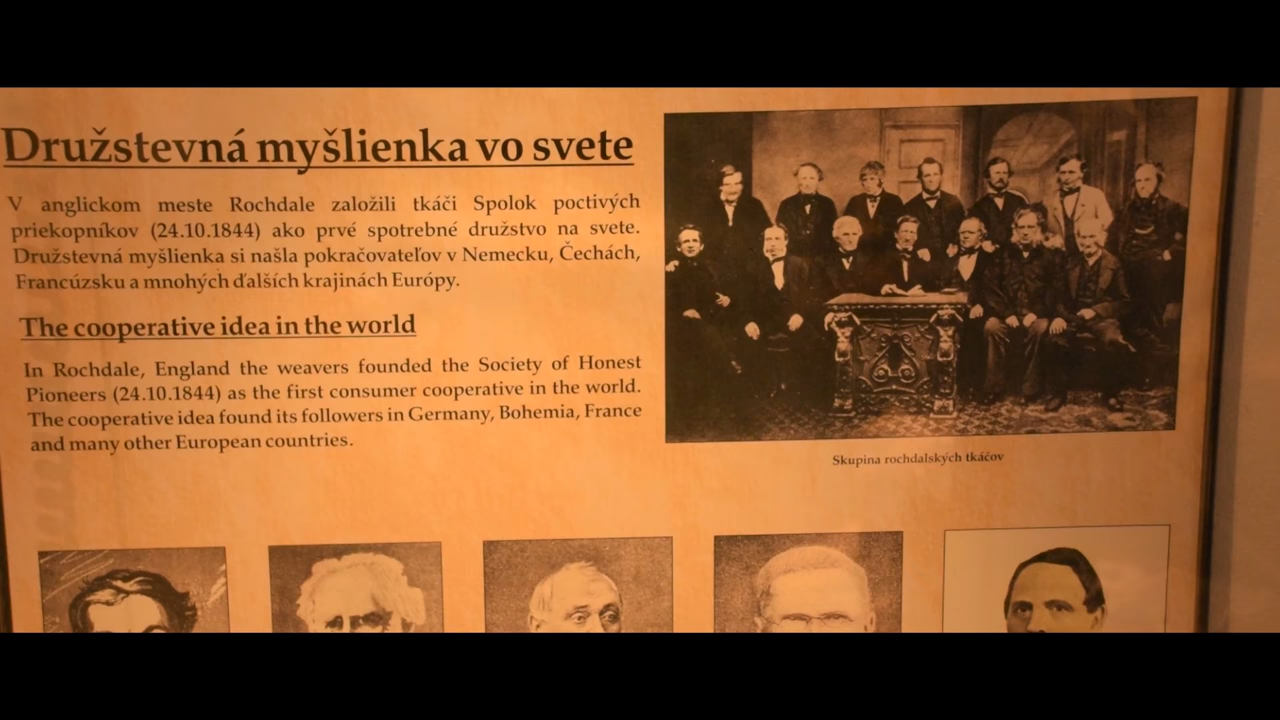 Družstevná myšlienka vo svete
V anglickom meste Rochdale založili tkáči Spolok poctivých
priekopníkov (24.10.1844) ako prvé spotrebné družstvo na svete.
Družstevná myšlienka si našla pokračovateľov v Nemecku, Čechách,
Francúzsku a mnohých ďalších krajinách Európy.
The cooperative idea in the world
In Rochdale, England the weavers founded the Society of Honest
Pioneers (24.10.1844) as the first consumer cooperative in the world.
The cooperative idea found its followers in Germany, Bohemia, France
and many other European countries.
Skupina rochdalských tkáčov